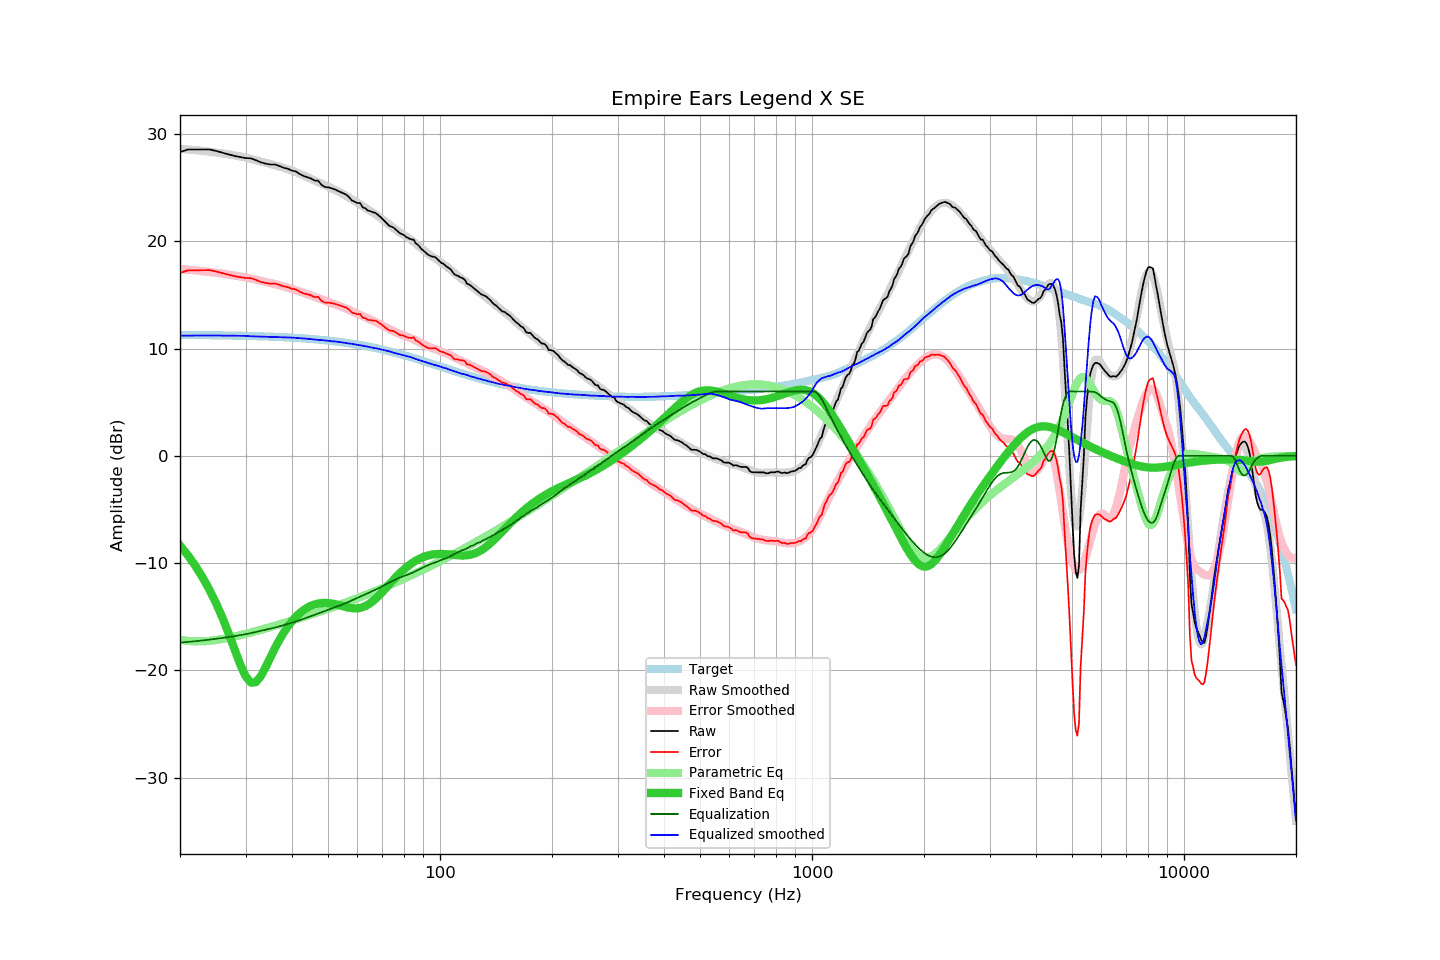 Empire Ears Legend X SE
30
20
10
0
−10
−20
−30
Amplitude (dBr)
Target
Raw Smoothed
Error Smoothed
Raw
Error
Parametric Eq
Fixed Band Eq
Equalization
Equalized smoothed
100
1000
10000
Frequency (Hz)